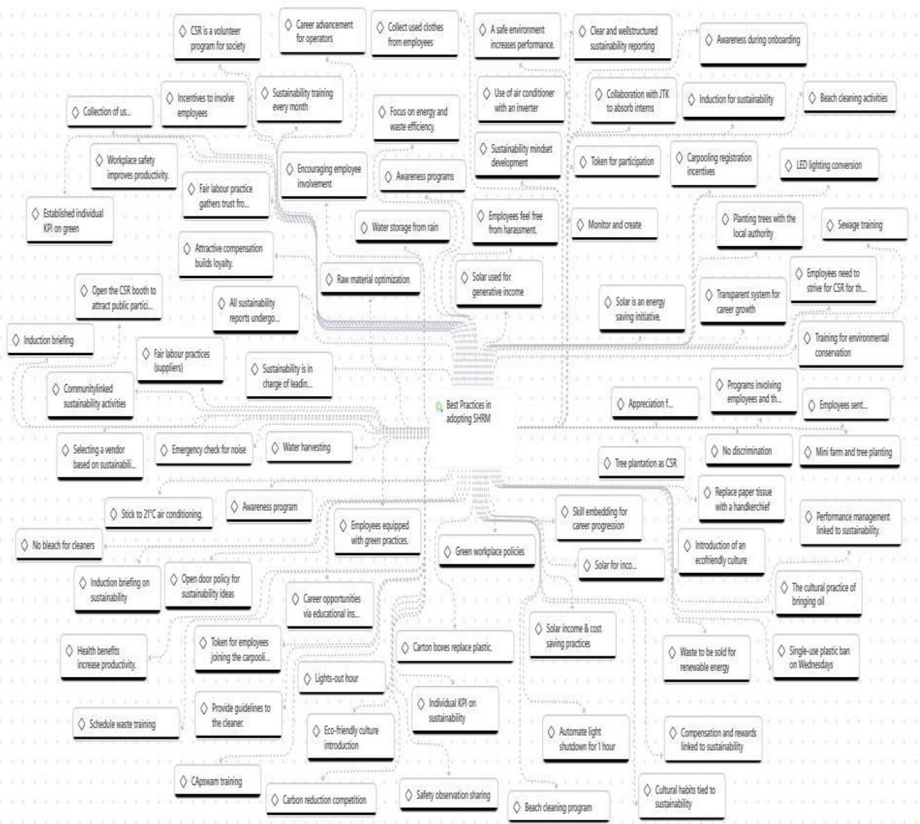 CSR is a volunteer
program for society
Career advancement
for operators
Collect used clothes
from employees
A safe environment
increases performance.
Clear and wellstructured
sustainability reporting
Awareness during onboarding
Collection of us...
Incentives to involve
employees
Sustainability training
every month
Focus on energy and
waste efficiency.
Use of air conditioner
with an inverter
Collaboration with JTK
to absorb interns
Induction for sustainability
Beach cleaning activities
Workplace safety
improves productivity.
Fair labour practice
gathers trust fro...
Encouraging employee
involvement
Awareness programs
Sustainability mindset
development
Token for participation
Carpooling registration
incentives
LED lighting conversion
Established individual
KPI on green
Water storage from rain
Employees feel free
from harassment.
Monitor and create
Planting trees with the
local authority
Sewage training
Attractive compensation
builds loyalty.
Raw material optimization
Solar used for
generative income
Open the CSR booth to
attract public partici...
All sustainability
reports undergo...
Solar is an energy
saving initiative.
Transparent system for
career growth
Employees need to
strive for CSR for th...
Induction briefing
Fair labour practices
(suppliers)
Sustainability is in
charge of leadin...
Training for environmental
conservation
Communitylinked
sustainability activities
Best Practices in
adopting SHRM
Appreciation f...
Programs involving
employees and th...
Employees sent...
Selecting a vendor
based on sustainabili...
Emergency check for noise
Water harvesting
Tree plantation as CSR
No discrimination
Mini farm and tree planting
Stick to 21°C air conditioning.
Awareness program
Employees equipped
with green practices.
Skill embedding for
career progression
Replace paper tissue
with a handkerchief
Performance management
linked to sustainability.
No bleach for cleaners
Green workplace policies
Solar for inco...
Introduction of an
ecofriendly culture
Induction briefing on
sustainability
Open door policy for
sustainability ideas
Career opportunities
via educational ins...
The cultural practice of
bringing oil
Health benefits
increase productivity.
Token for employees
joining the carpooli...
Carton boxes replace plastic.
Solar income & cost
saving practices
Waste to be sold for
renewable energy
Single-use plastic ban
on Wednesdays
Lights-out hour
Schedule waste training
Provide guidelines to
the cleaner.
Eco-friendly culture
introduction
Individual KPI on
sustainability
Automate light
shutdown for 1 hour
Compensation and rewards
linked to sustainability
CApswam training
Carbon reduction competition
Safety observation sharing
Beach cleaning program
Cultural habits tied to
sustainability